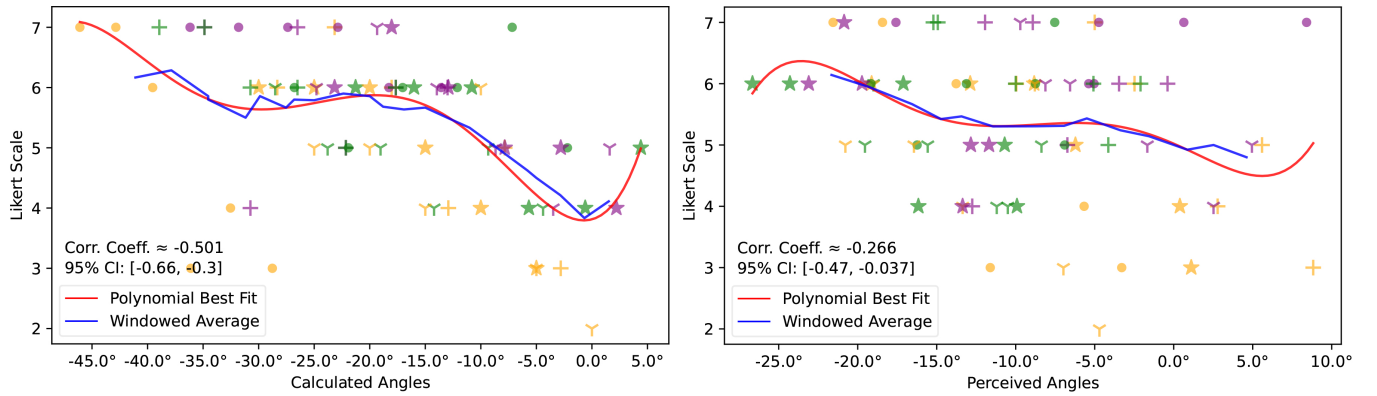 7
6
5
4
3
2
Likert Scale
Corr. Coeff. ≈ -0.501
95% CI: [-0.66, -0.3]
Polynomial Best Fit
Windowed Average
-45.0° -40.0° -35.0° -30.0° -25.0° -20.0° -15.0° -10.0° -5.0° 0.0° 5.0°
Calculated Angles
7
6
5
4
3
2
Likert Scale
Corr. Coeff. ≈ -0.266
95% CI: [-0.47, -0.037]
Polynomial Best Fit
Windowed Average
-25.0° -20.0° -15.0° -10.0° -5.0° 0.0° 5.0° 10.0°
Perceived Angles